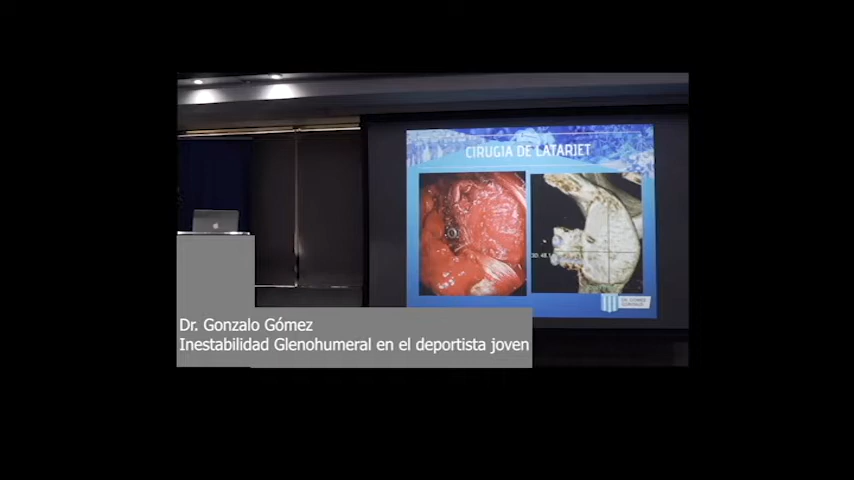 CIRUGIA DE LATARJET
Dr. Gonzalo Gómez
Inestabilidad Glenohumeral en el deportista joven